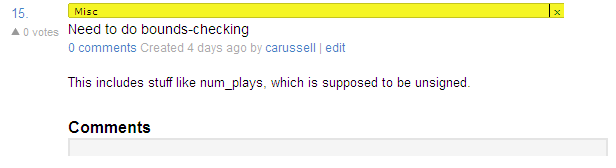 15. Misc x
▲ 0 votes Need to do bounds-checking
0 comments Created 4 days ago by carussell | edit
This includes stuff like num_plays, which is supposed to be unsigned.
Comments